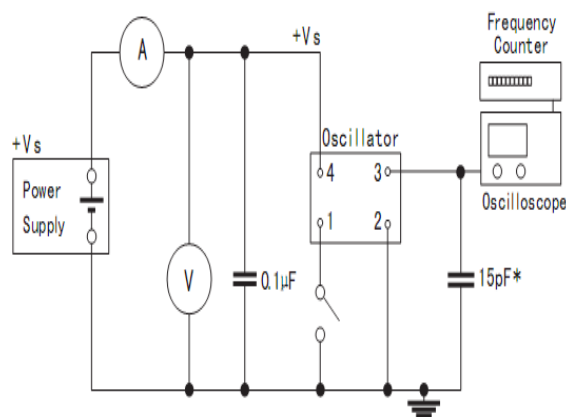 Frequency
Counter
+Vs
A
Oscillator
+Vs
4 3
Power
Supply
1 2
Oscilloscope
V
0.1μF
15pF*